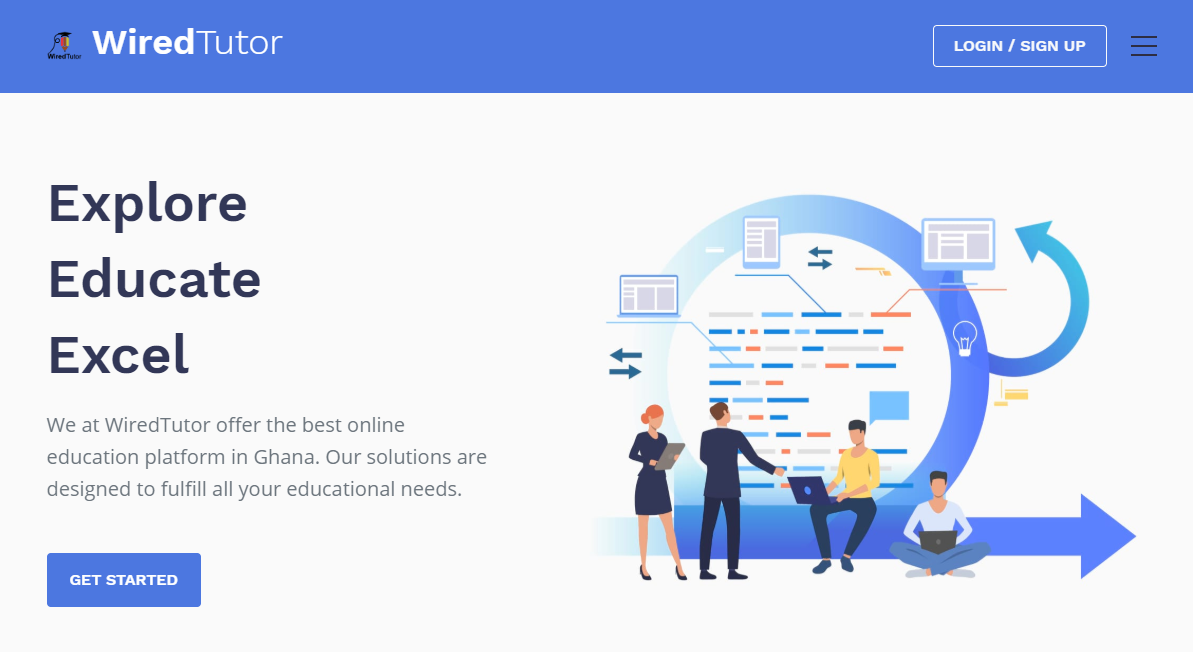 WiredTutor
WiredTutor
LOGIN / SIGN UP
Explore
Educate
Excel
We at WiredTutor offer the best online
education platform in Ghana. Our solutions are
designed to fulfill all your educational needs.
GET STARTED